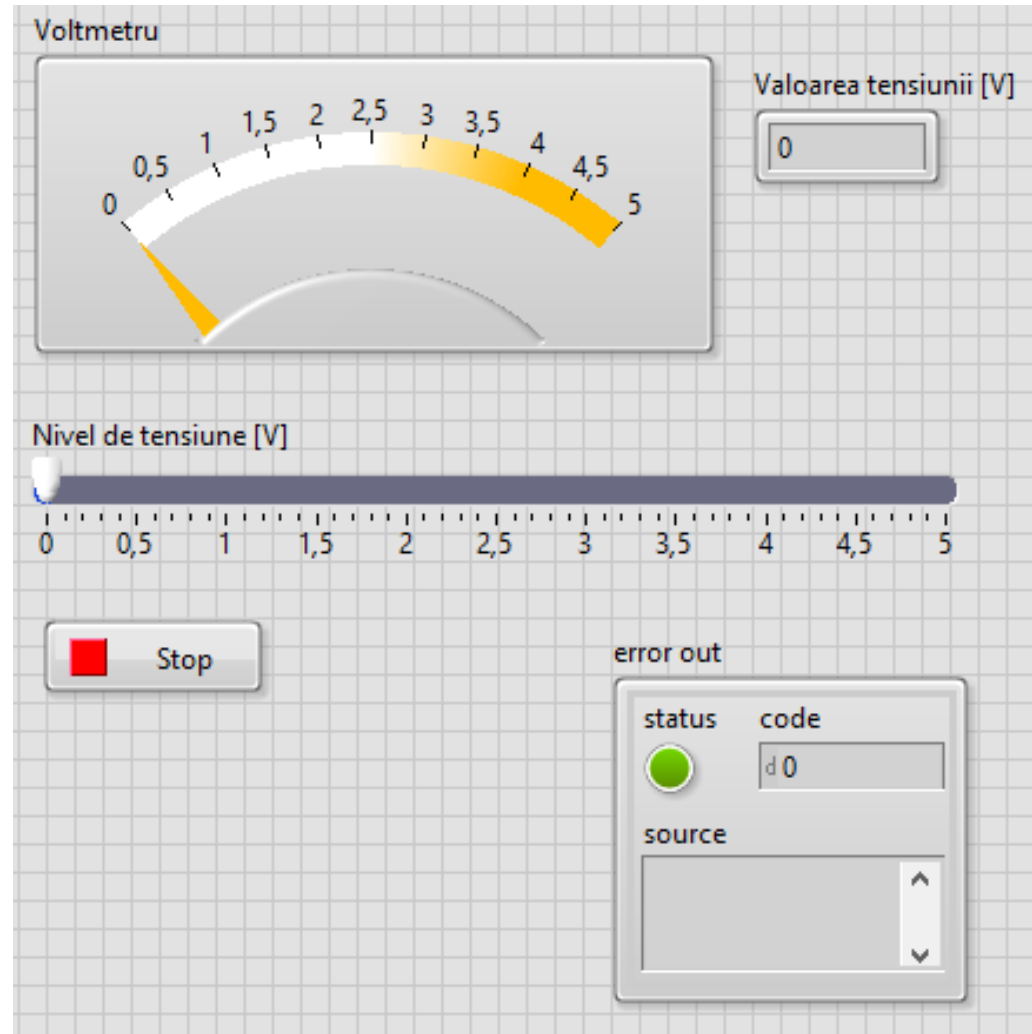 Voltmetru
Valoarea tensiunii [V]
0
0 0,5 1 1,5 2 2,5 3 3,5 4 4,5 5
Nivel de tensiune [V]
0 0,5 1 1,5 2 2,5 3 3,5 4 4,5 5
Stop
error out
status code
d 0
source